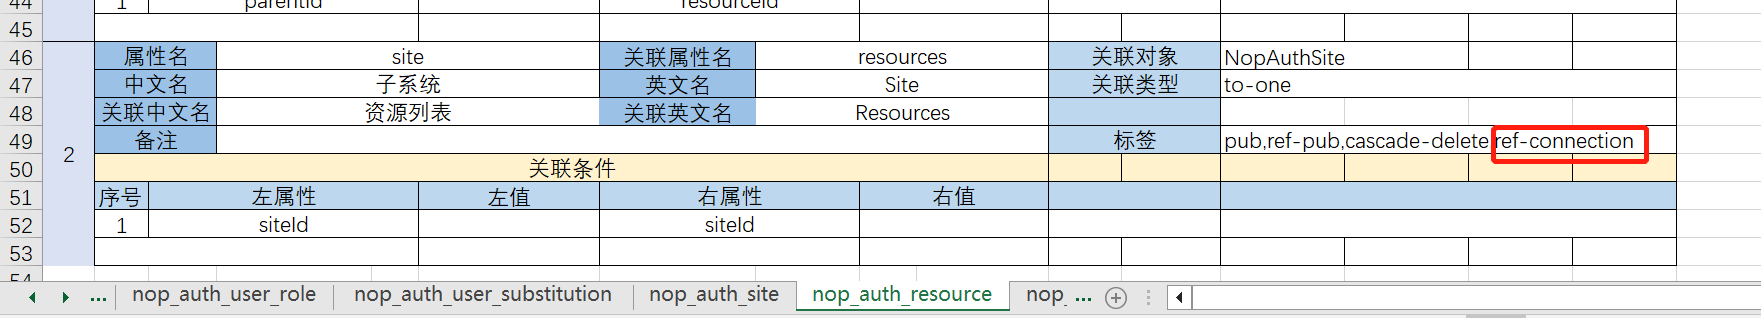 44 1 parentId resourceId
45
46 属性名 site 关联属性名 resources 关联对象 NopAuthSite
47 中文名 子系统 英文名 Site 关联类型 to-one
48 关联中文名 资源列表 关联英文名 Resources
49 备注 标签 pub,ref-pub,cascade-delete,ref-connection
2
50 关联条件
51 序号 左属性 左值 右属性 右值
52 1 siteId siteId
53
54
... nop_auth_user_role nop_auth_user_substitution nop_auth_site nop_auth_resource nop_ ...